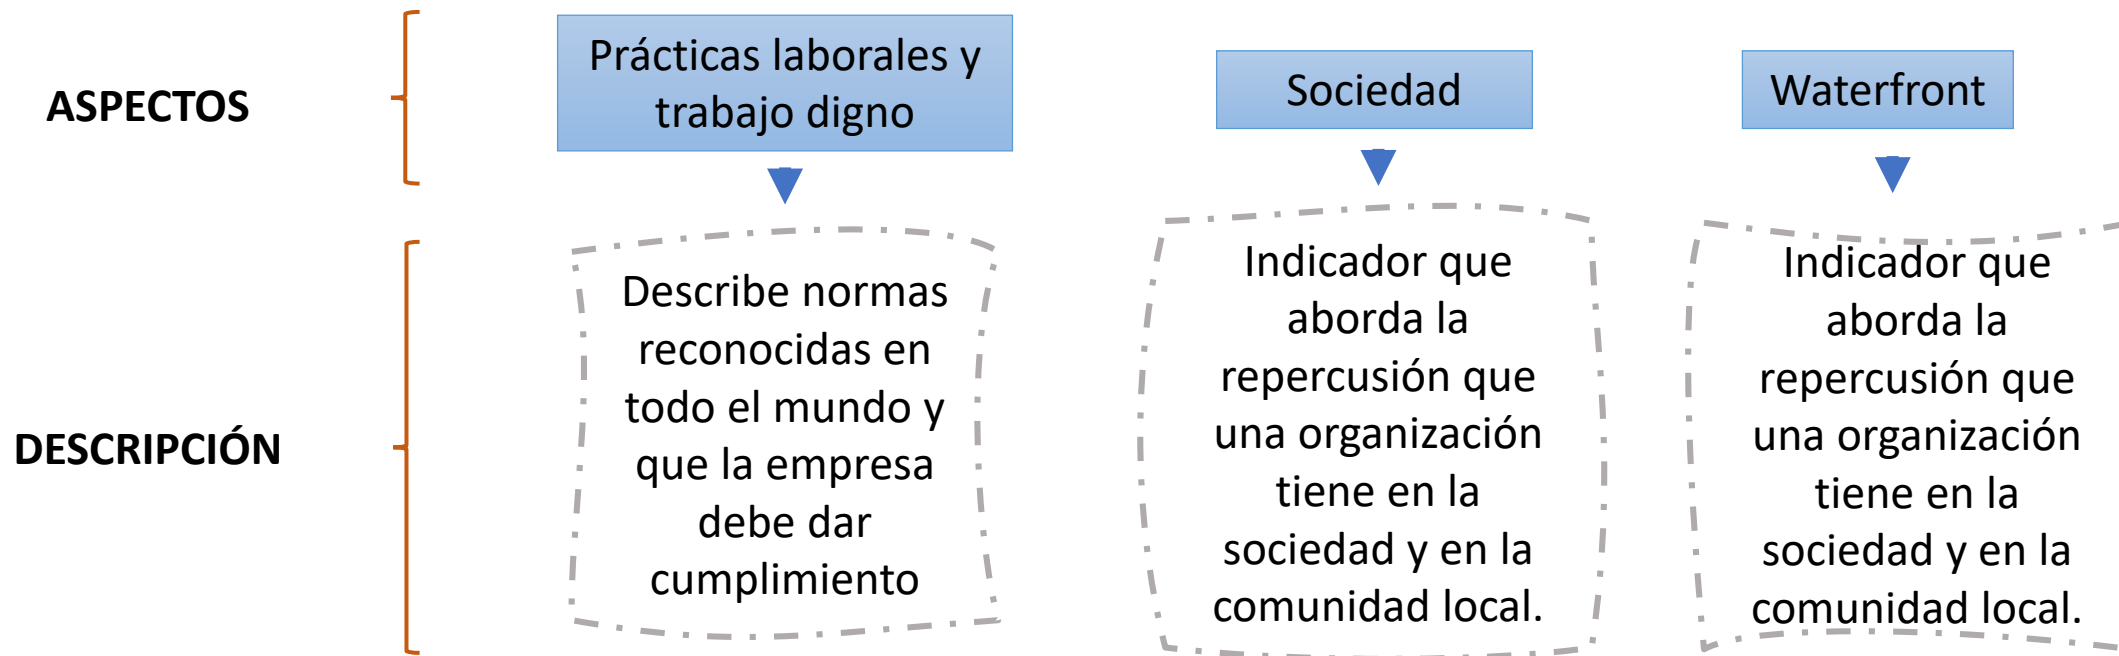 ASPECTOS
Prácticas laborales y
trabajo digno
Sociedad
Waterfront
DESCRIPCIÓN
Describe normas
reconocidas en
todo el mundo y
que la empresa
debe dar
cumplimiento
Indicador que
aborda la
repercusión que
una organización
tiene en la
sociedad y en la
comunidad local.
Indicador que
aborda la
repercusión que
una organización
tiene en la
sociedad y en la
comunidad local.